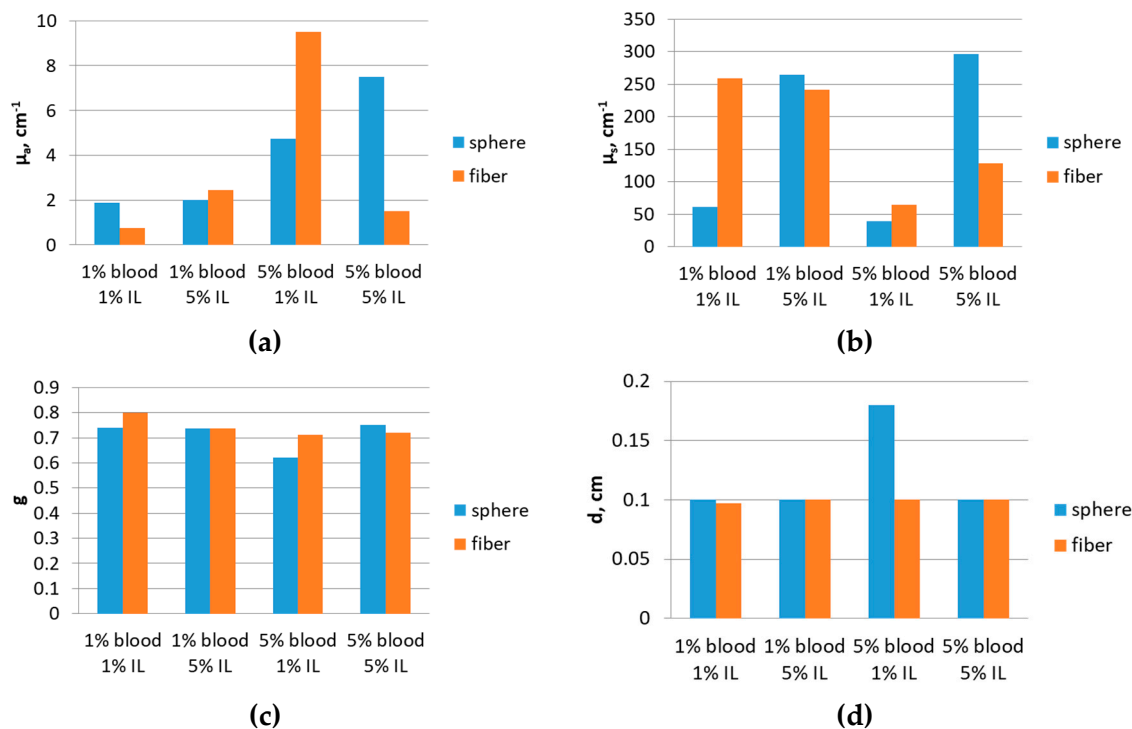 10
8
6
4
2
0
μa, cm-1
1% blood 1% blood 5% blood 5% blood
1% IL 5% IL 1% IL 5% IL
sphere
fiber
(a)
350
300
250
200
150
100
50
0
μs, cm-1
1% blood 1% blood 5% blood 5% blood
1% IL 5% IL 1% IL 5% IL
sphere
fiber
(b)
0.9
0.8
0.7
0.6
0.5
0.4
0.3
0.2
0.1
0
g
1% blood 1% blood 5% blood 5% blood
1% IL 5% IL 1% IL 5% IL
sphere
fiber
(c)
0.2
0.15
0.1
0.05
0
d, cm
1% blood 1% blood 5% blood 5% blood
1% IL 5% IL 1% IL 5% IL
sphere
fiber
(d)